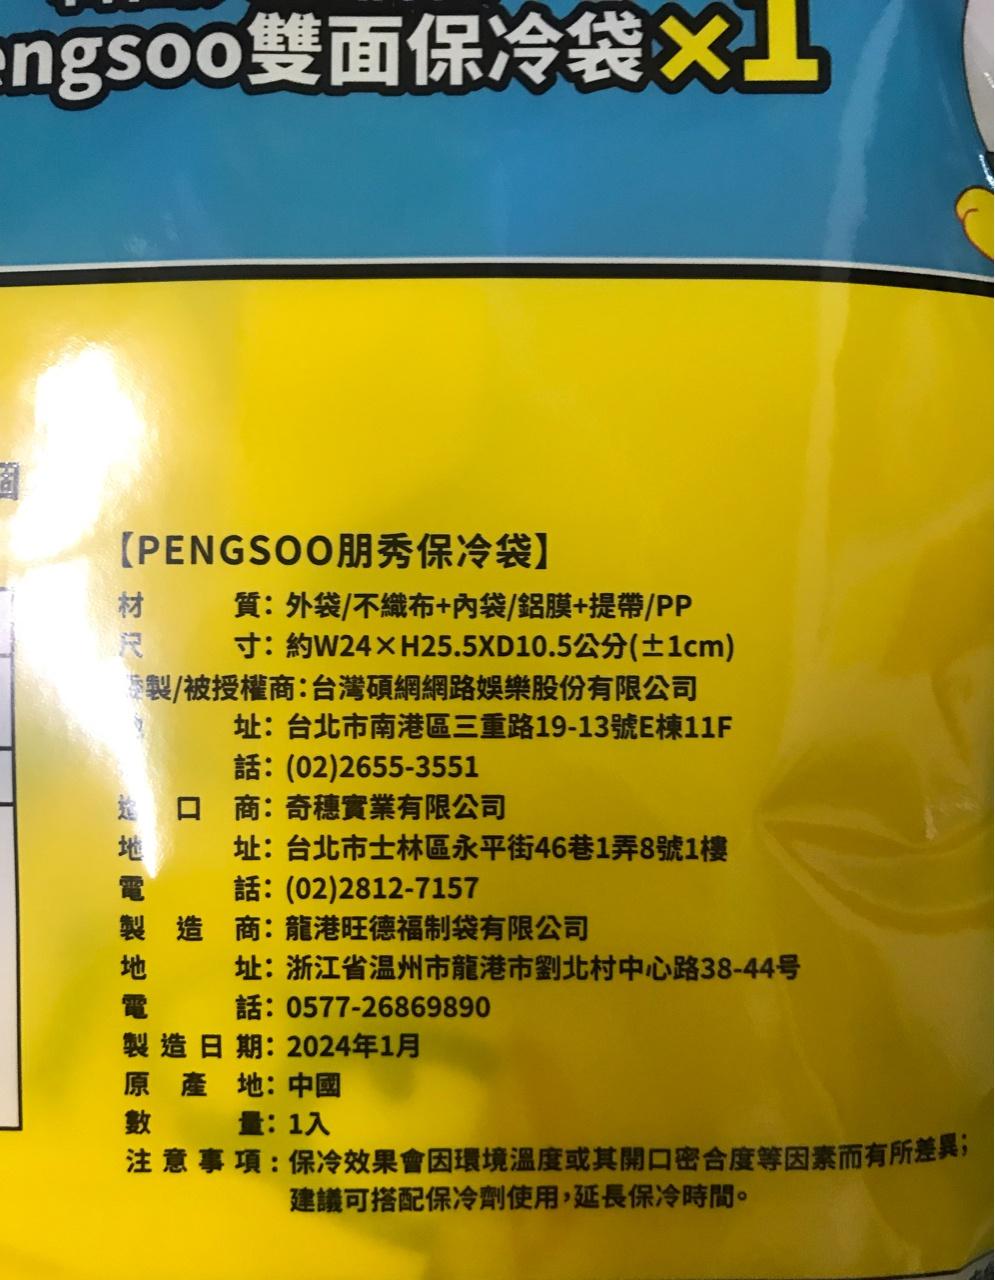 engsoo雙面保冷袋×1
個
【PENGSOO朋秀保冷袋】
材質：外袋/不織布+內袋/鋁膜+提帶/PP
尺寸：約W24×H25.5XD10.5公分(±1cm)
製/被授權商：台灣碩網網路娛樂股份有限公司
址：台北市南港區三重路19-13號E棟11F
話：(02)2655-3551
進口商：奇穗實業有限公司
地址：台北市士林區永平街46巷1弄8號1樓
電話：(02)2812-7157
製造商：龍港旺德福制袋有限公司
地址：浙江省温州市龍港市劉北村中心路38-44号
電話：0577-26869890
製造日期：2024年1月
原產地：中國
數量：1入
注意事項：保冷效果會因環境溫度或其開口密合度等因素而有所差異；
建議可搭配保冷劑使用，延長保冷時間。